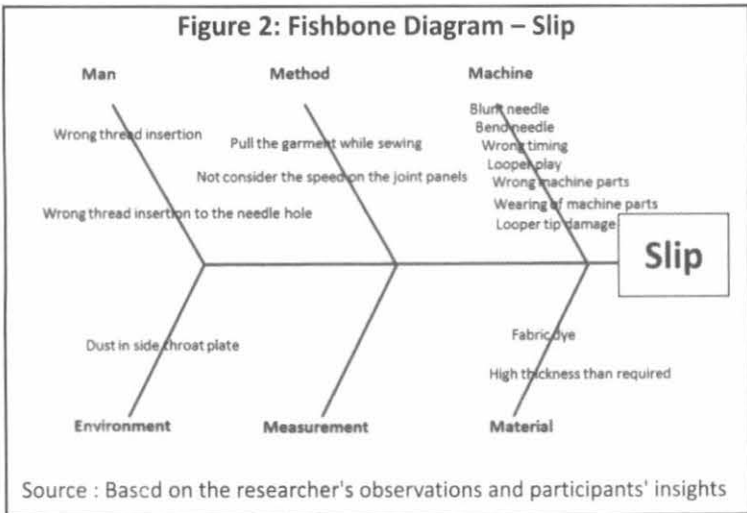 Figure 2: Fishbone Diagram – Slip
Man
Method
Machine
Wrong thread insertion
Wrong thread insertion to the needle hole
Pull the garment while sewing
Not consider the speed on the joint panels
Blunt needle
Bend needle
Wrong timing
Looper play
Wrong machine parts
Wearing of machine parts
Looper tip damage
Slip
Dust in side throat plate
Fabric dye
High thickness than required
Environment
Measurement
Material
Source : Based on the researcher's observations and participants' insights